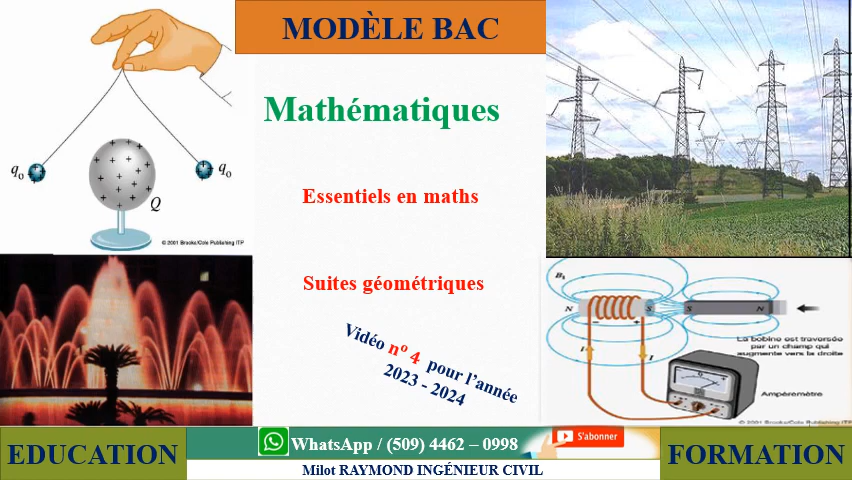 MODÈLE BAC
Mathématiques
q₀
q₀
Q
© 2001 Brooks/Cole Publishing ITP
Essentiels en maths
Suites géométriques
Vidéo n° 4 pour l'année
2023 - 2024
B₁
N
S
S
N
-
+
I
I
La bobine est traversée
par un champ qui
augmente vers la droite
Ampéremètre
© 2001 Brooks/Cole Publishing ITP
EDUCATION
WhatsApp / (509) 4462 – 0998
S'abonner
Milot RAYMOND INGÉNIEUR CIVIL
FORMATION